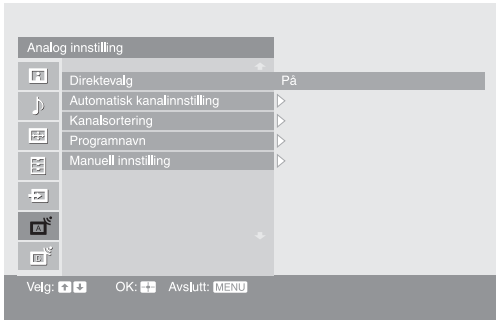 Analog innstilling
Direktevalg På
Automatisk kanalinnstilling
Kanalsortering
Programnavn
Manuell innstilling
A
Velg: OK: Avslutt: MENU